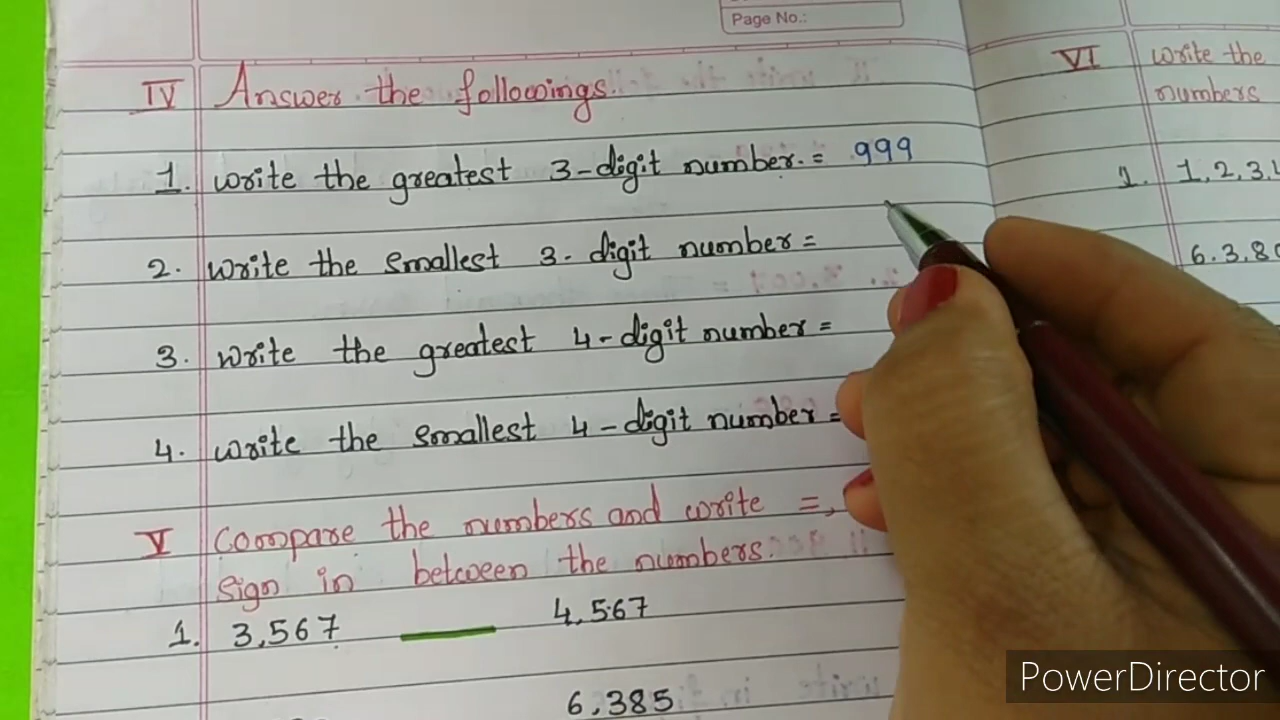 Page No.:
IV Answer the followings.
1. Write the greatest 3-digit number. = 999
2. Write the smallest 3-digit number =
3. Write the greatest 4-digit number =
4. Write the smallest 4-digit number =
V Compare the numbers and write =,
sign in between the numbers.
1. 3,567 ___ 4,567
6,385
VI Write the
numbers
1. 1,2,3,
6.3,8
PowerDirector